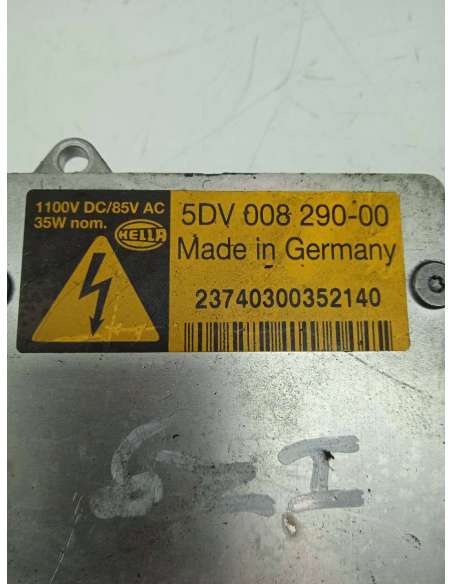 1100V DC/85V AC
35W nom.
HELLA
5DV 008 290-00
Made in Germany
23740300352140